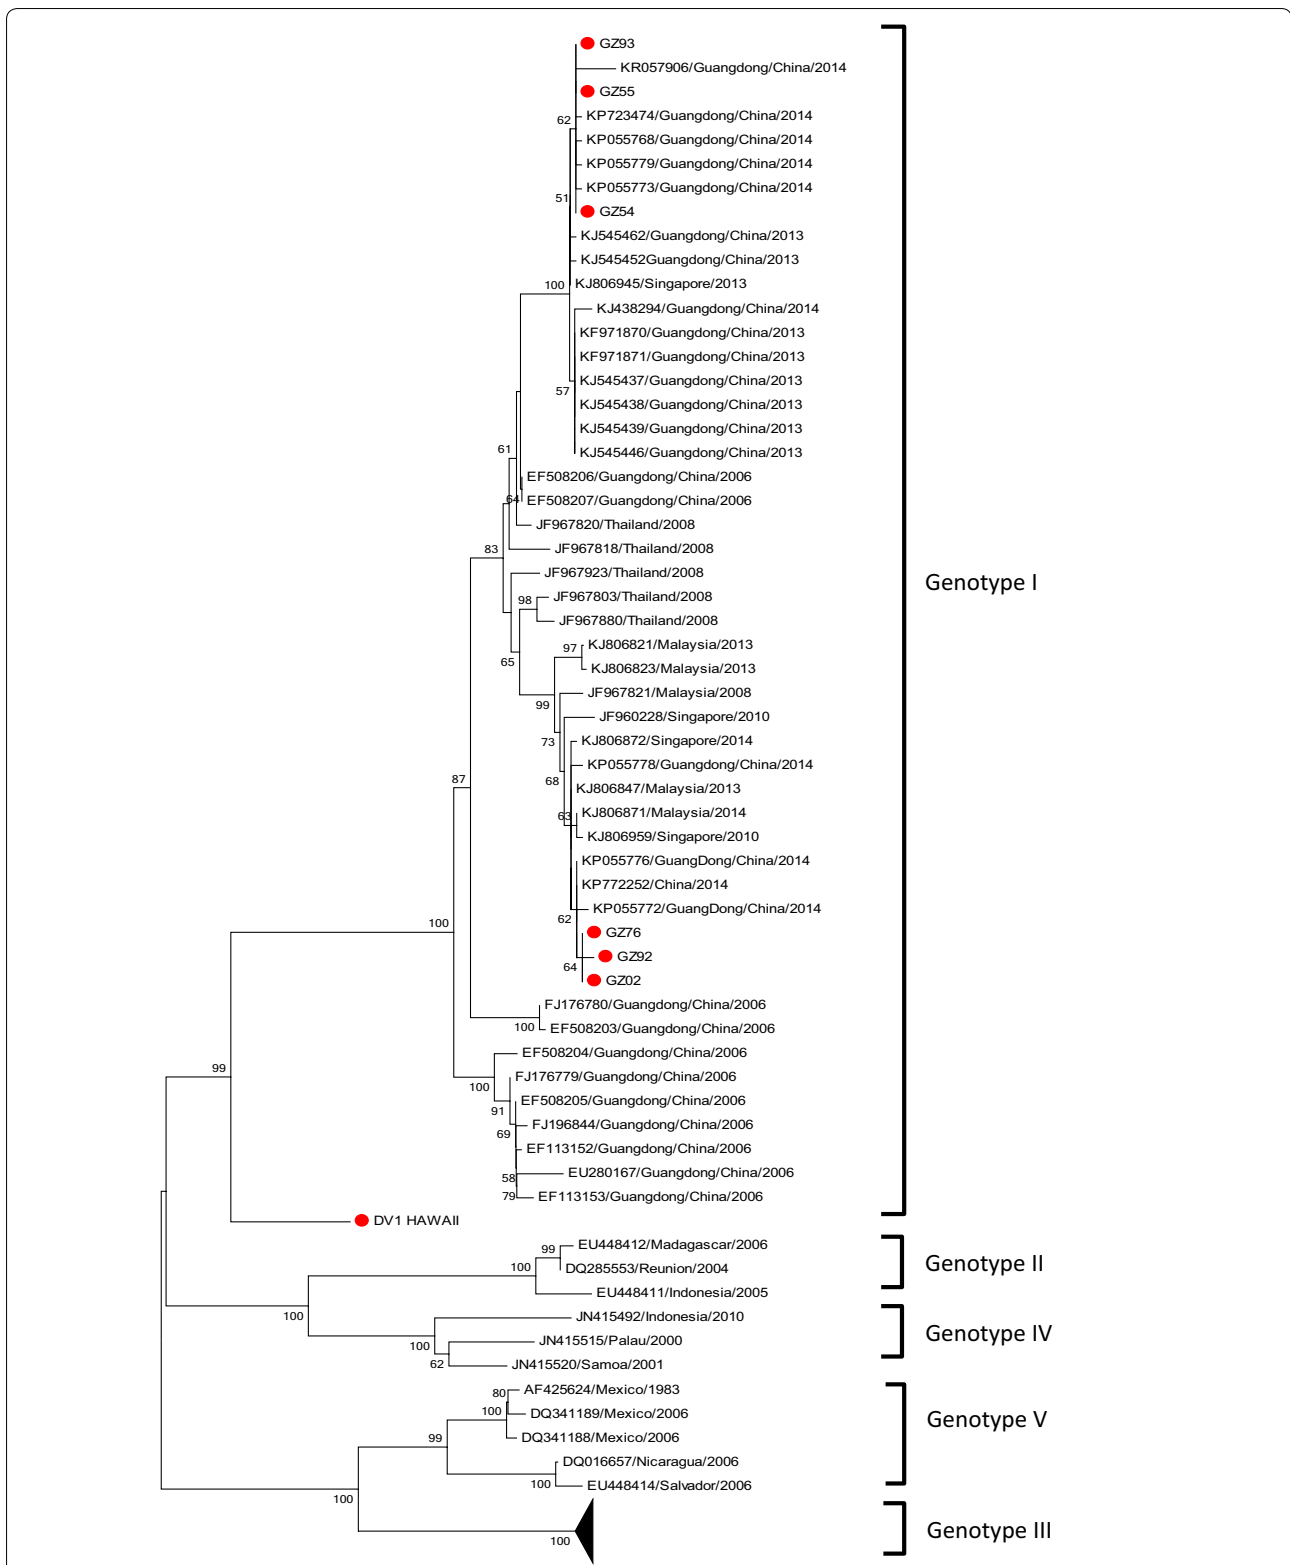 GZ93
KR057906/Guangdong/China/2014
GZ55
62
KP723474/Guangdong/China/2014
KP055768/Guangdong/China/2014
KP055779/Guangdong/China/2014
KP055773/Guangdong/China/2014
51
GZ54
KJ545462/Guangdong/China/2013
KJ545452Guangdong/China/2013
100
KJ806945/Singapore/2013
KJ438294/Guangdong/China/2014
KF971870/Guangdong/China/2013
KF971871/Guangdong/China/2013
KJ545437/Guangdong/China/2013
57
KJ545438/Guangdong/China/2013
KJ545439/Guangdong/China/2013
61
KJ545446/Guangdong/China/2013
EF508206/Guangdong/China/2006
64
EF508207/Guangdong/China/2006
JF967820/Thailand/2008
83
JF967818/Thailand/2008
JF967923/Thailand/2008
Genotype I
98
JF967803/Thailand/2008
JF967880/Thailand/2008
97
KJ806821/Malaysia/2013
65
KJ806823/Malaysia/2013
JF967821/Malaysia/2008
99
JF960228/Singapore/2010
73
KJ806872/Singapore/2014
KP055778/Guangdong/China/2014
87
68
KJ806847/Malaysia/2013
63
KJ806871/Malaysia/2014
KJ806959/Singapore/2010
KP055776/GuangDong/China/2014
KP772252/China/2014
KP055772/GuangDong/China/2014
100
62
GZ76
GZ92
64
GZ02
FJ176780/Guangdong/China/2006
100
EF508203/Guangdong/China/2006
EF508204/Guangdong/China/2006
99
FJ176779/Guangdong/China/2006
100
EF508205/Guangdong/China/2006
91
FJ196844/Guangdong/China/2006
69
EF113152/Guangdong/China/2006
EU280167/Guangdong/China/2006
58
79
EF113153/Guangdong/China/2006
DV1 HAWAII
EU448412/Madagascar/2006
99
100
DQ285553/Reunion/2004
Genotype II
EU448411/Indonesia/2005
100
JN415492/Indonesia/2010
Genotype IV
100
JN415515/Palau/2000
62
JN415520/Samoa/2001
80
AF425624/Mexico/1983
100
DQ341189/Mexico/2006
Genotype V
99
DQ341188/Mexico/2006
DQ016657/Nicaragua/2006
100
EU448414/Salvador/2006
100
Genotype III
100